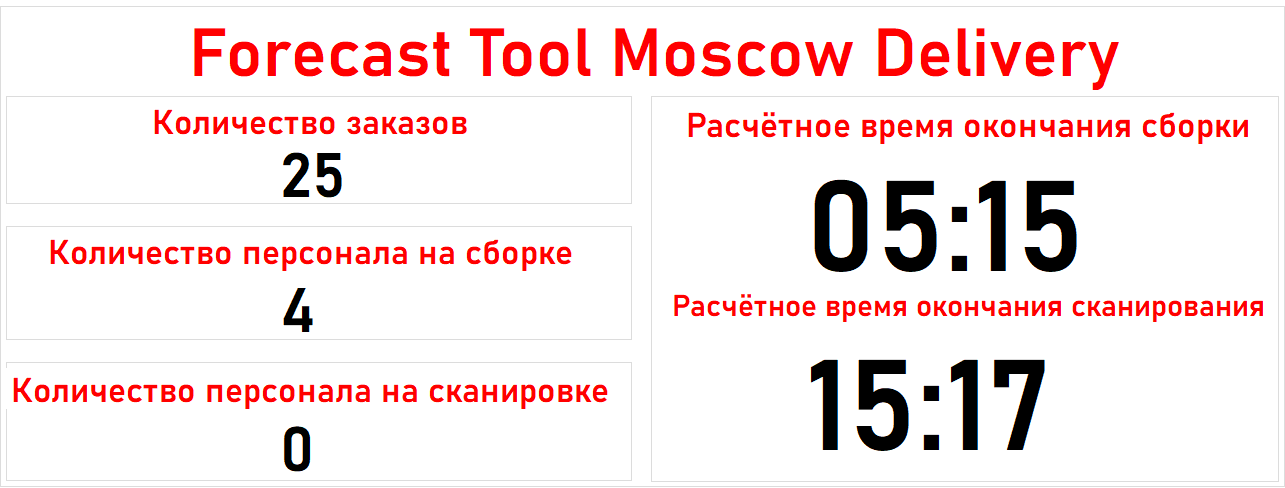 Forecast Tool Moscow Delivery
Количество заказов
25
Количество персонала на сборке
4
Количество персонала на сканировке
0
Расчётное время окончания сборки
05:15
Расчётное время окончания сканирования
15:17